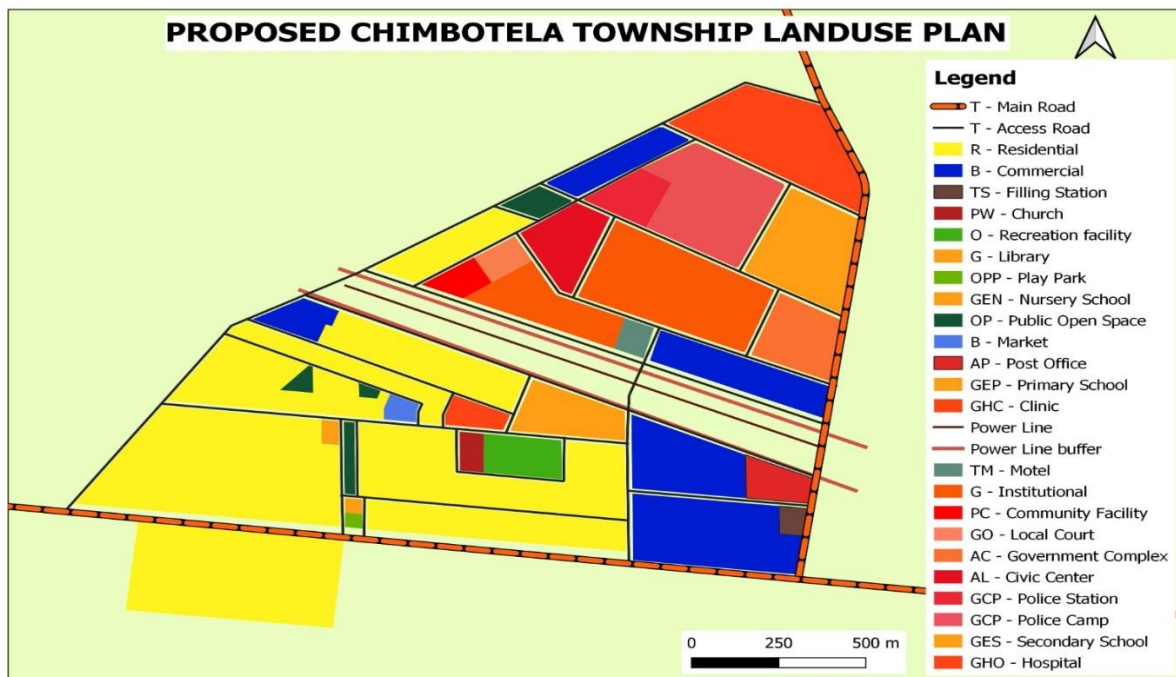 PROPOSED CHIMBOTELA TOWNSHIP LANDUSE PLAN
Legend
T - Main Road
T - Access Road
R - Residential
B - Commercial
TS - Filling Station
PW - Church
O - Recreation facility
G - Library
OPP - Play Park
GEN - Nursery School
OP - Public Open Space
B - Market
AP - Post Office
GEP - Primary School
GHC - Clinic
Power Line
Power Line buffer
TM - Motel
G - Institutional
PC - Community Facility
GO - Local Court
AC - Government Complex
AL - Civic Center
GCP - Police Station
GCP - Police Camp
GES - Secondary School
GHO - Hospital
0 250 500 m